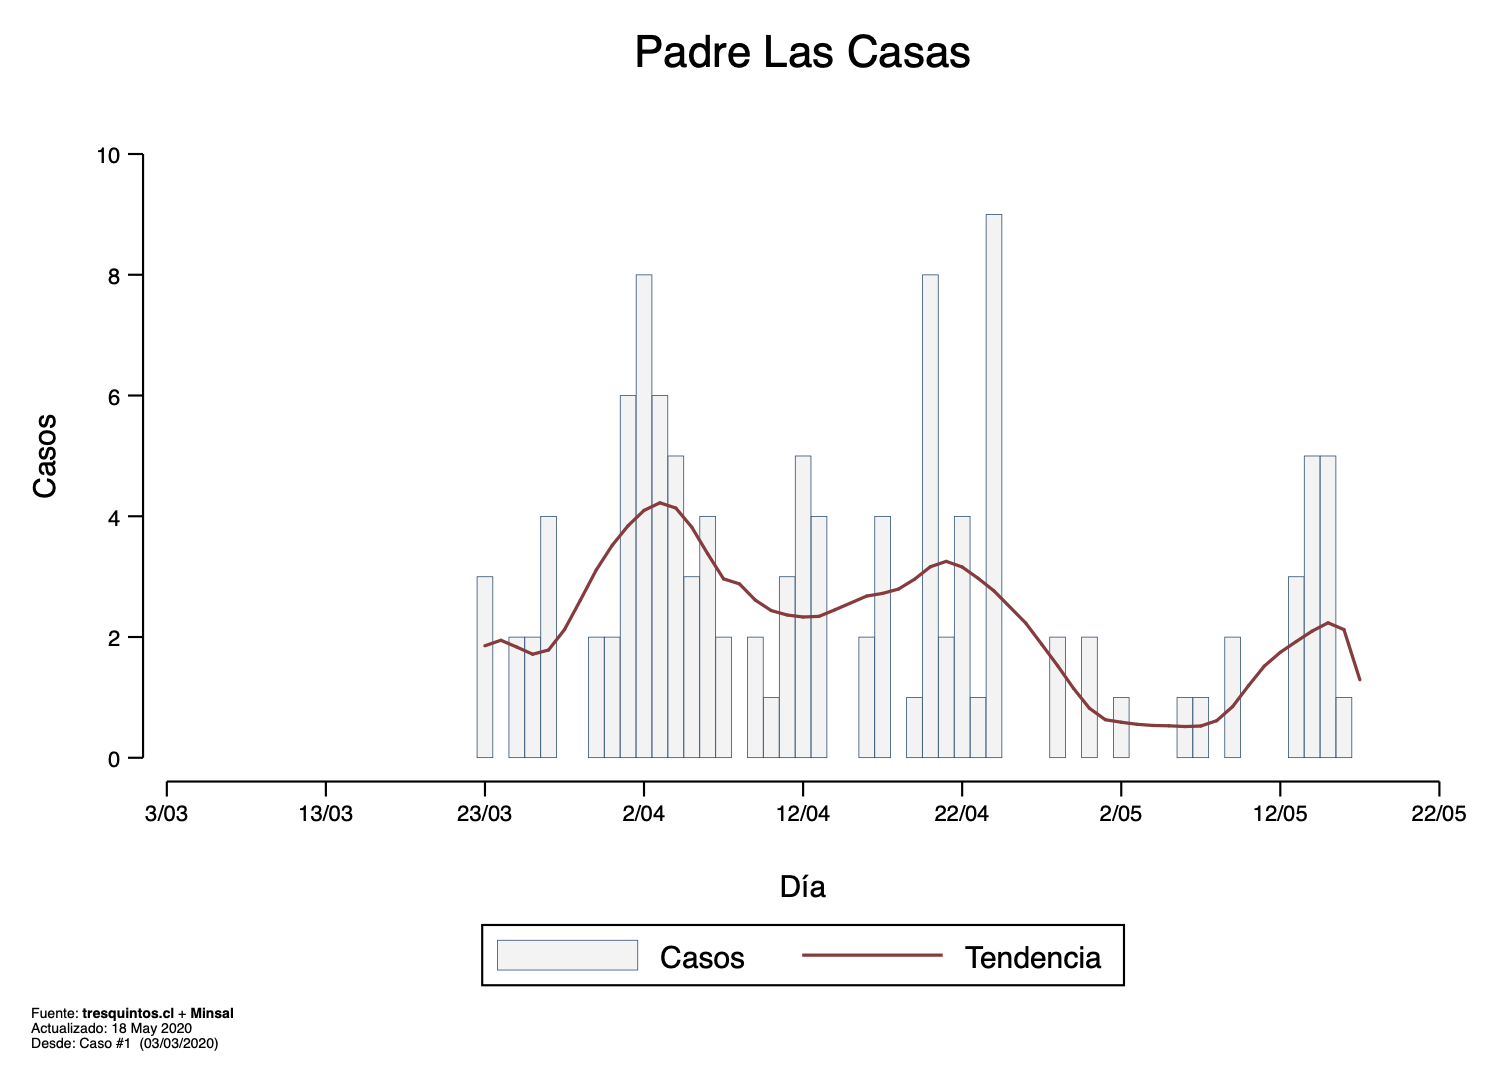 Padre Las Casas
10
8
6
4
2
0
Casos
3/03 13/03 23/03 2/04 12/04 22/04 2/05 12/05 22/05
Día
Casos Tendencia
Fuente: tresquintos.cl + Minsal
Actualizado: 18 May 2020
Desde: Caso #1 (03/03/2020)